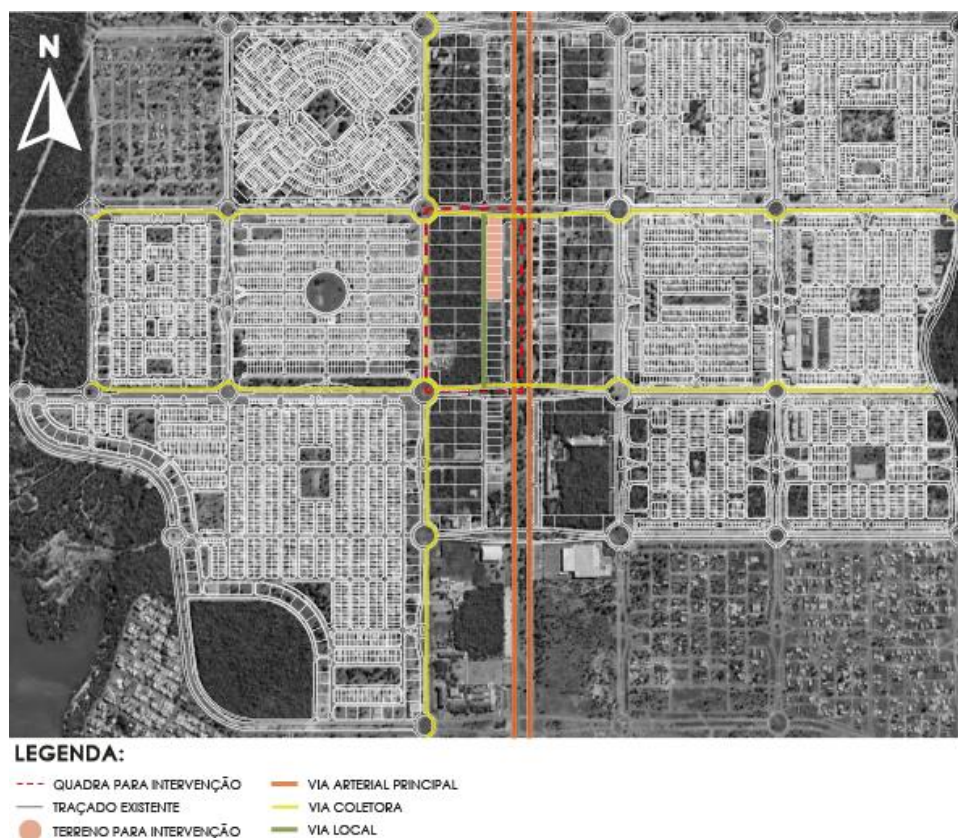 N
LEGENDA:
QUADRA PARA INTERVENÇÃO
TRAÇADO EXISTENTE
TERRENO PARA INTERVENÇÃO
VIA ARTERIAL PRINCIPAL
VIA COLETORA
VIA LOCAL